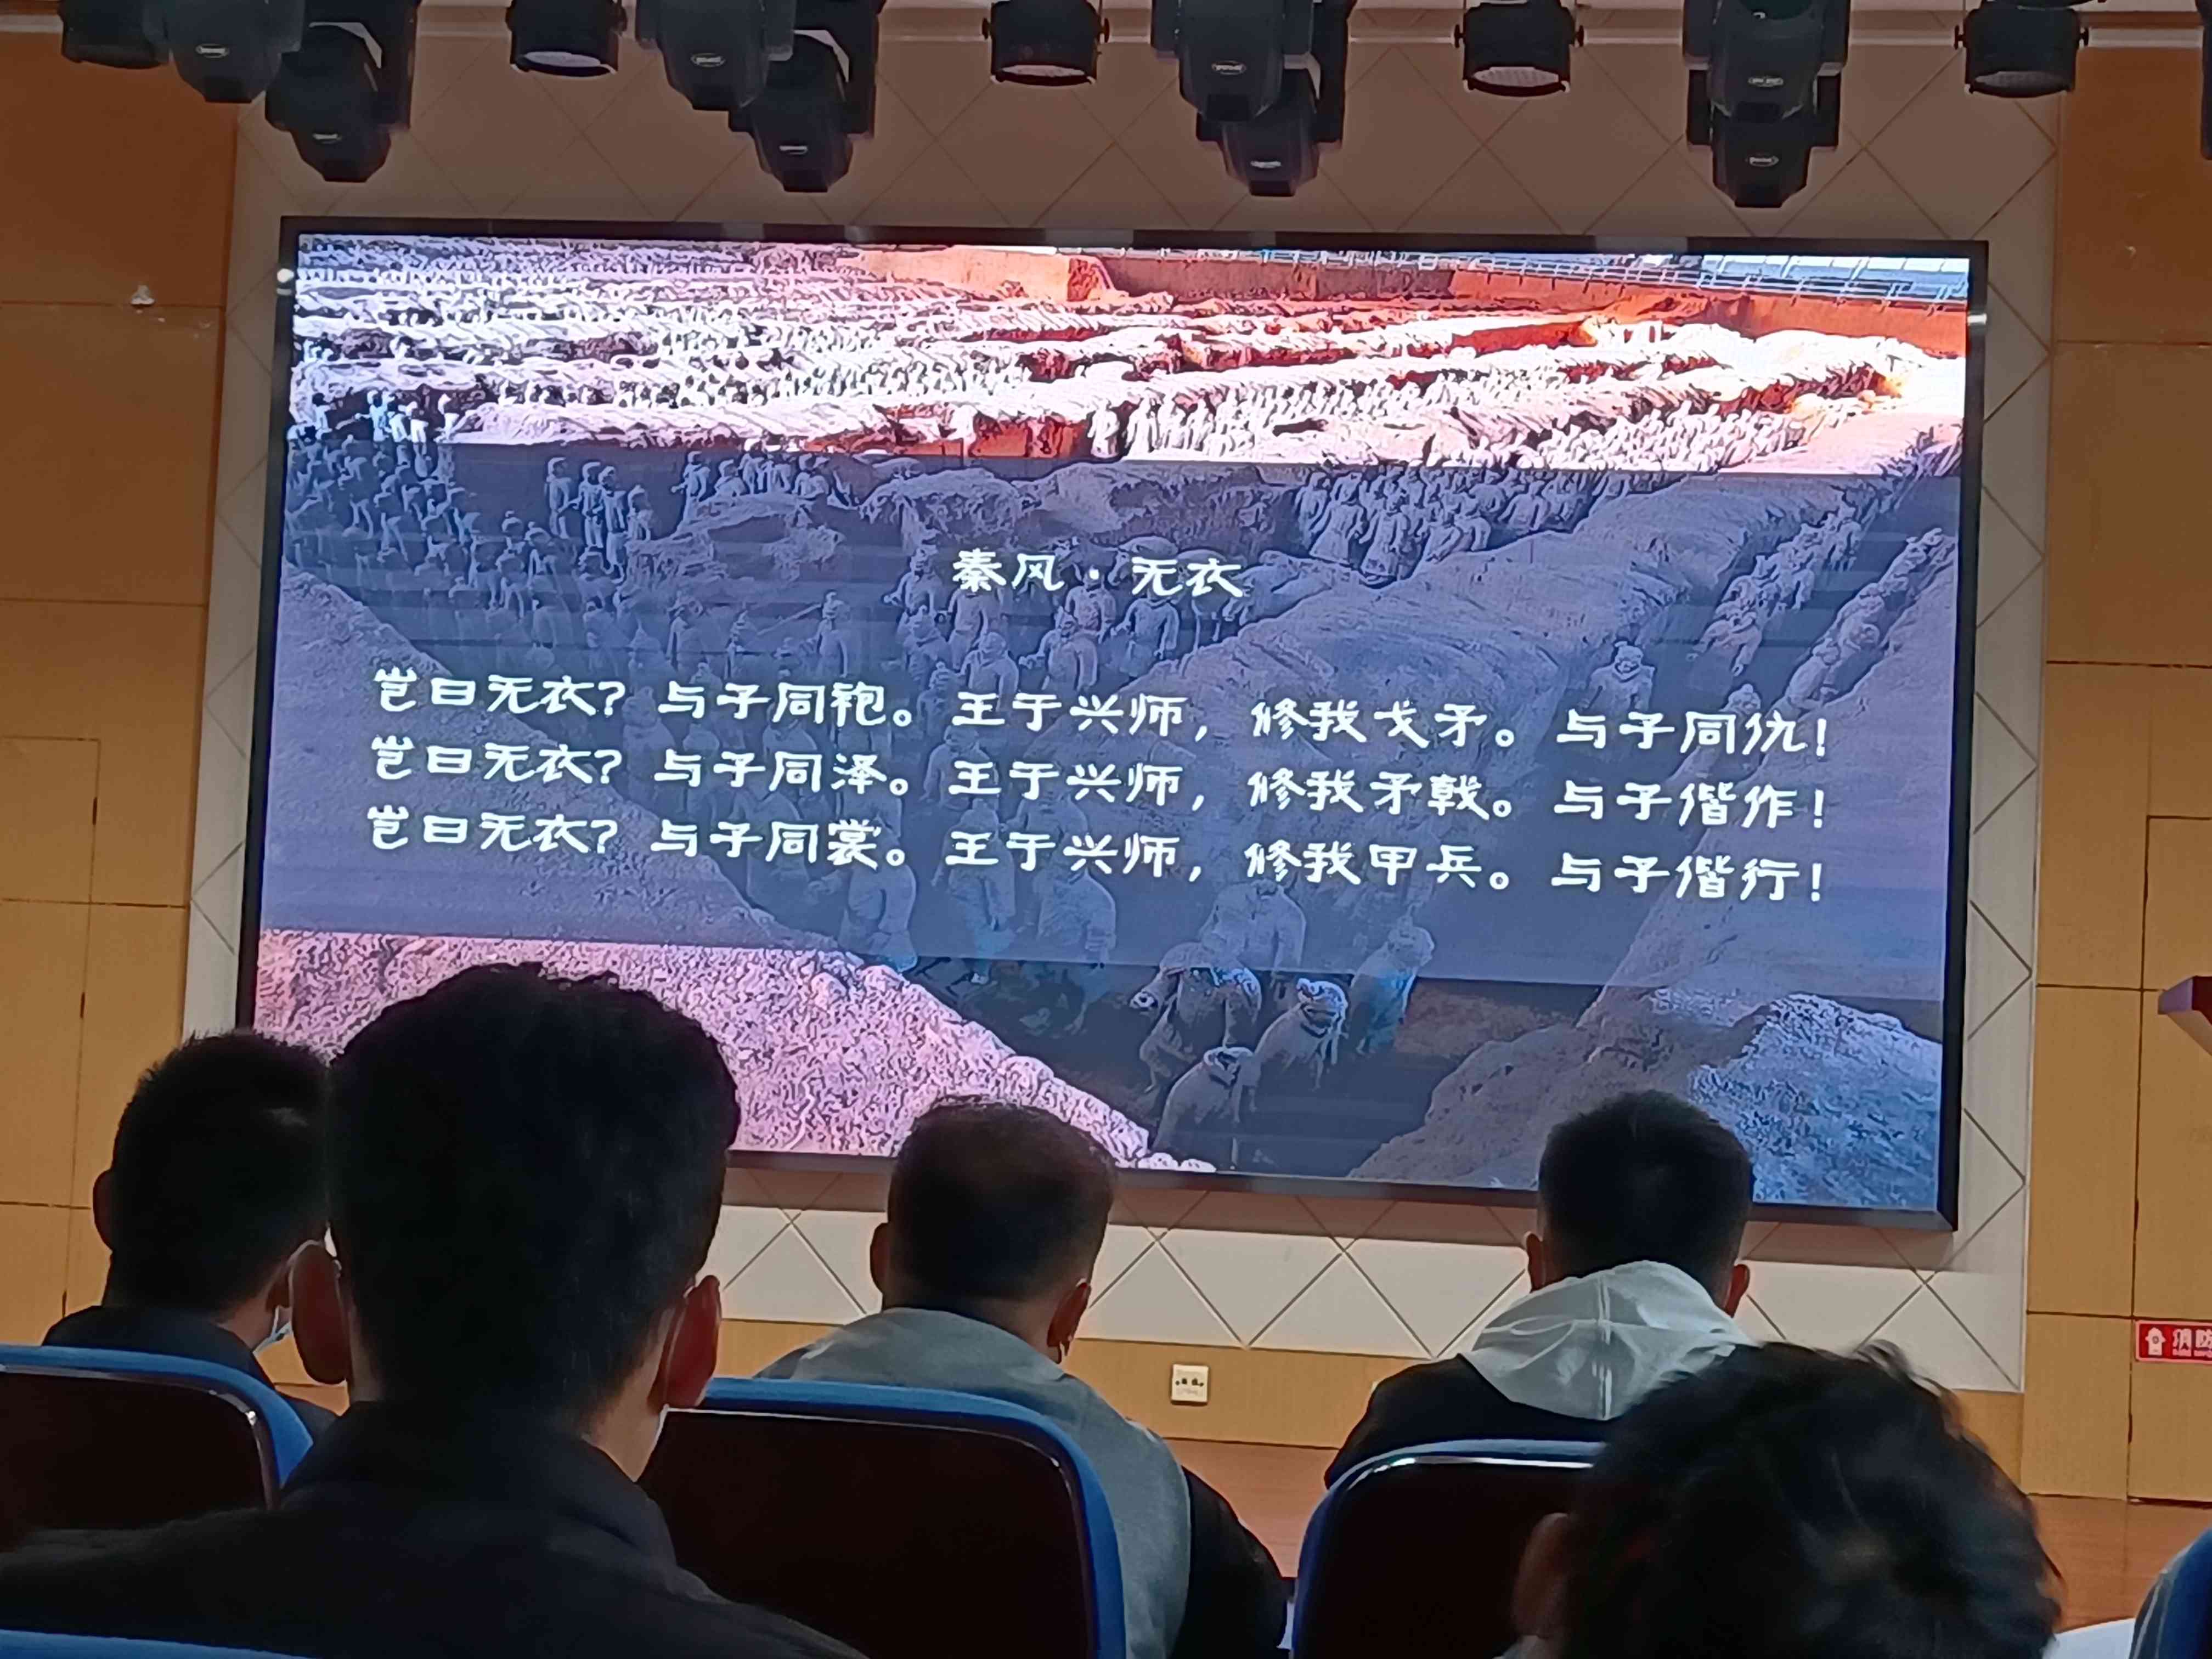 秦风·无衣
岂曰无衣？与子同袍。王于兴师，修我戈矛。与子同仇！
岂曰无衣？与子同泽。王于兴师，修我矛戟。与子偕作！
岂曰无衣？与子同裳。王于兴师，修我甲兵。与子偕行！